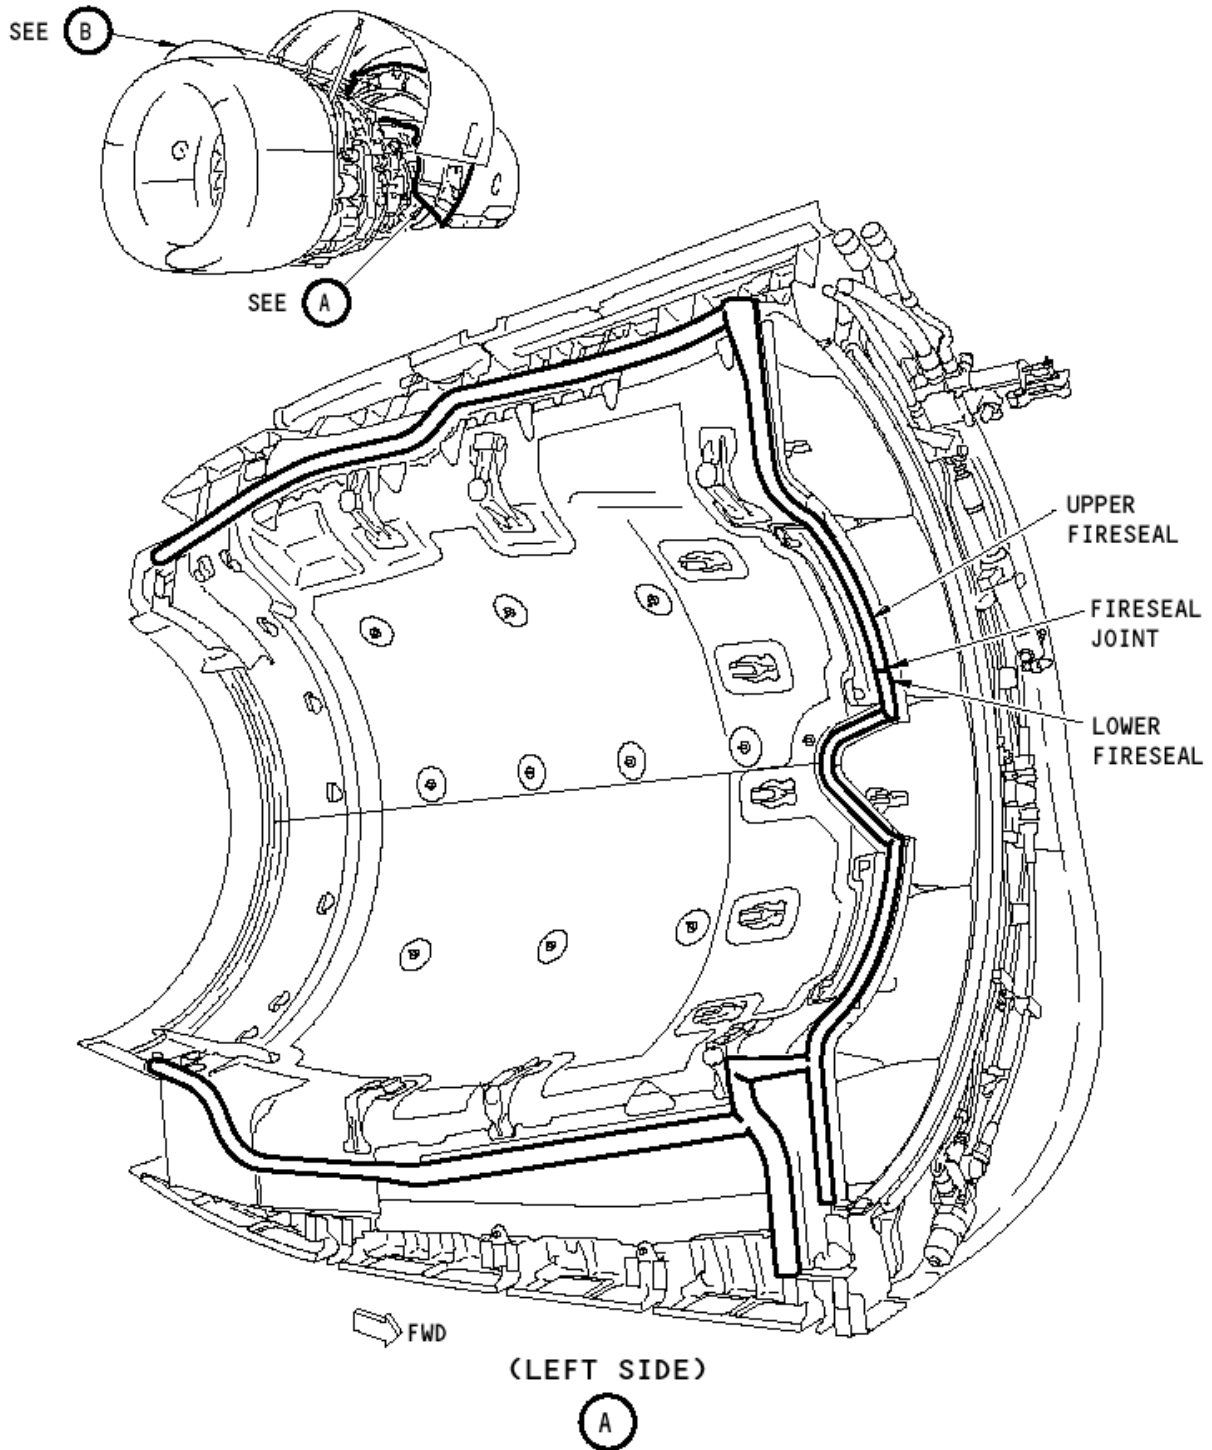 SEE B
SEE A
UPPER
FIRESEAL
FIRESEAL
JOINT
LOWER
FIRESEAL
FWD
(LEFT SIDE)
A